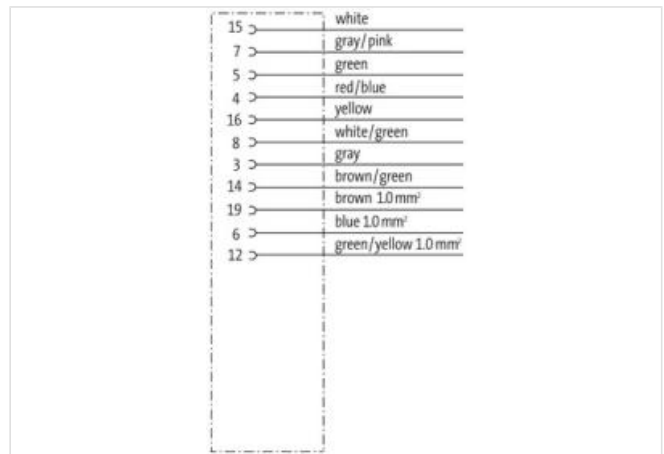 15 white
7 gray/pink
5 green
4 red/blue
16 yellow
8 white/green
3 gray
14 brown/green
19 brown 1.0 mm²
6 blue 1.0 mm²
12 green/yellow 1.0 mm²